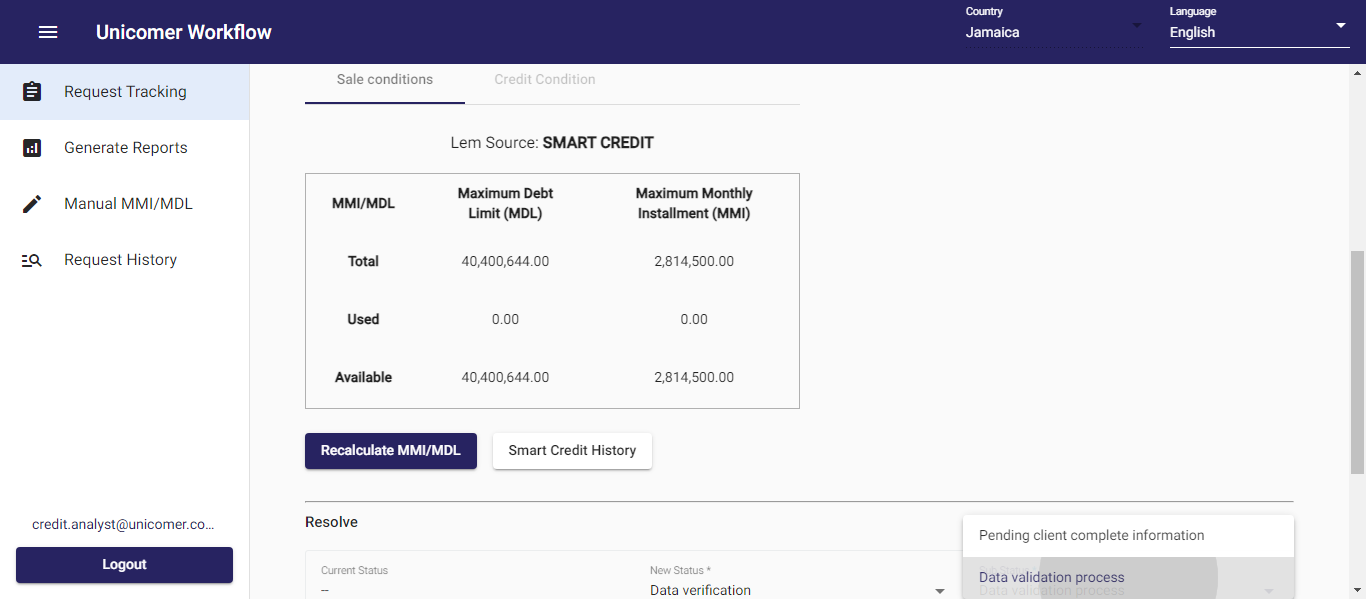 Unicomer Workflow
Country
Jamaica
Language
English
Request Tracking
Generate Reports
Manual MMI/MDL
Request History
credit.analyst@unicomer.co...
Logout
Sale conditions
Credit Condition
Lem Source: SMART CREDIT
MMI/MDL
Maximum Debt
Limit (MDL)
Maximum Monthly
Installment (MMI)
Total
40,400,644.00
2,814,500.00
Used
0.00
0.00
Available
40,400,644.00
2,814,500.00
Recalculate MMI/MDL
Smart Credit History
Resolve
Current Status
--
New Status *
Data verification
Pending client complete information
Data validation process
Data validation process